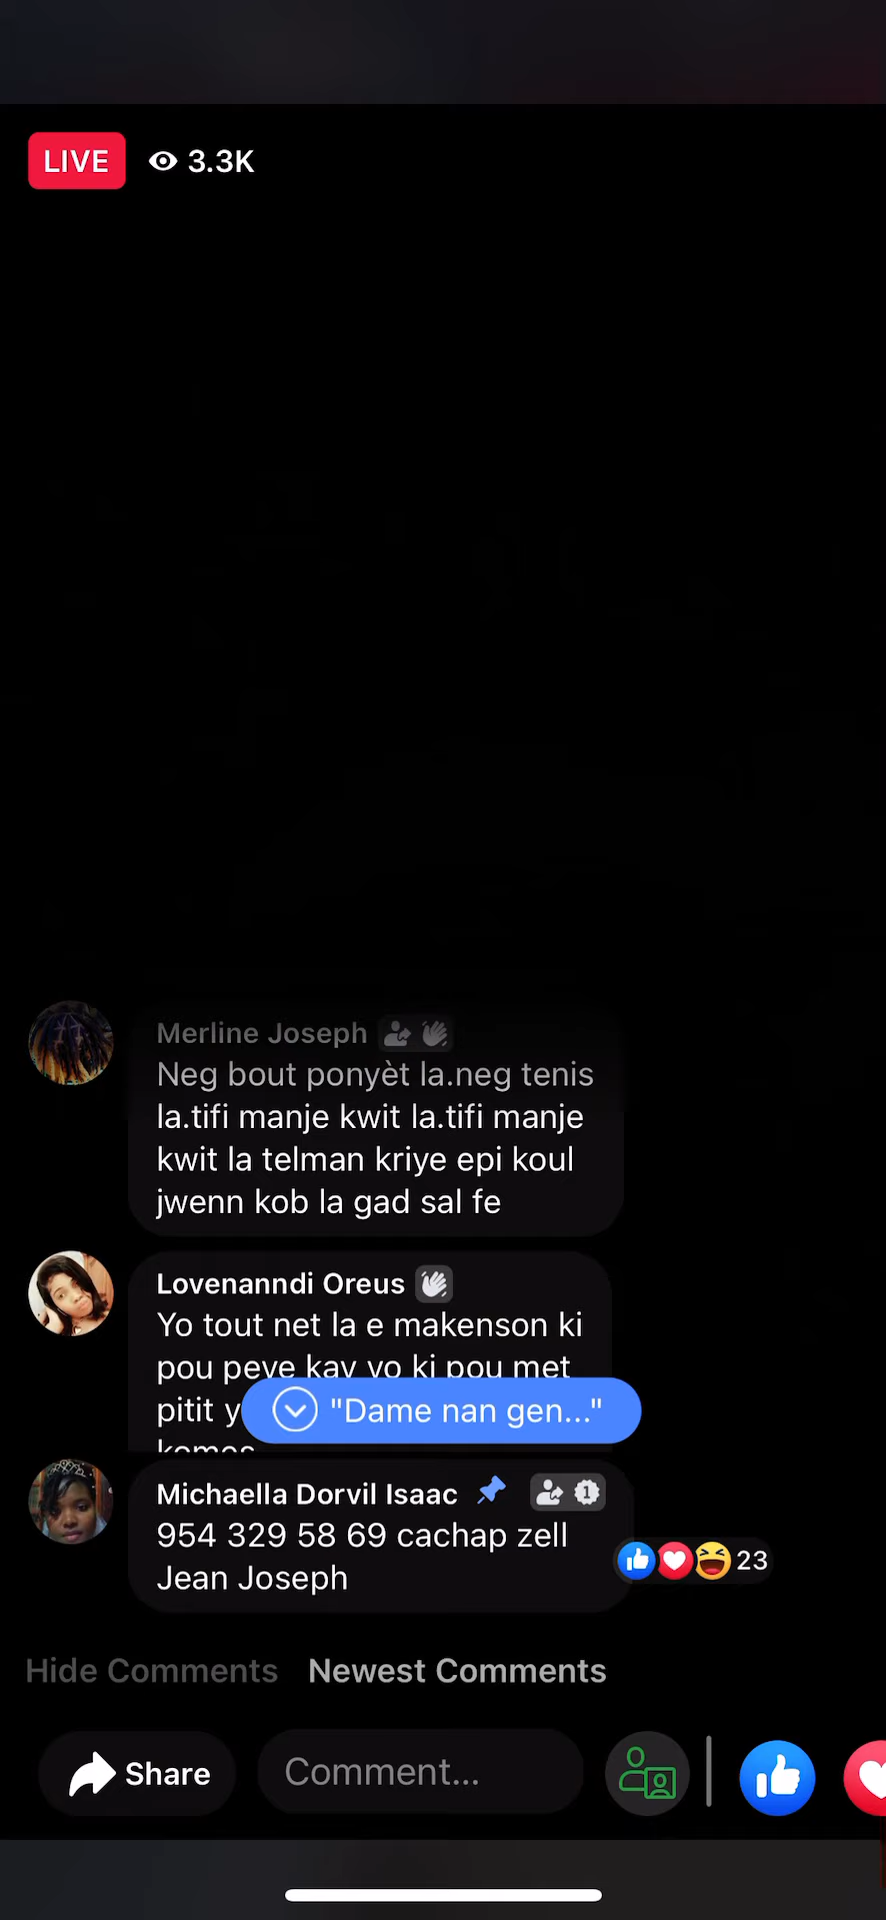 LIVE 3.3K
Merline Joseph
Neg bout ponyèt la.neg tenis
la.tifi manje kwit la.tifi manje
kwit la telman kriye epi koul
jwenn kob la gad sal fe
Lovenanndi Oreus
Yo tout net la e makenson ki
pou peye kay yo ki pou met
pitit y
"Dame nan gen..."
Michaella Dorvil Isaac
954 329 58 69 cachap zell
Jean Joseph
23
Hide Comments Newest Comments
Share Comment...